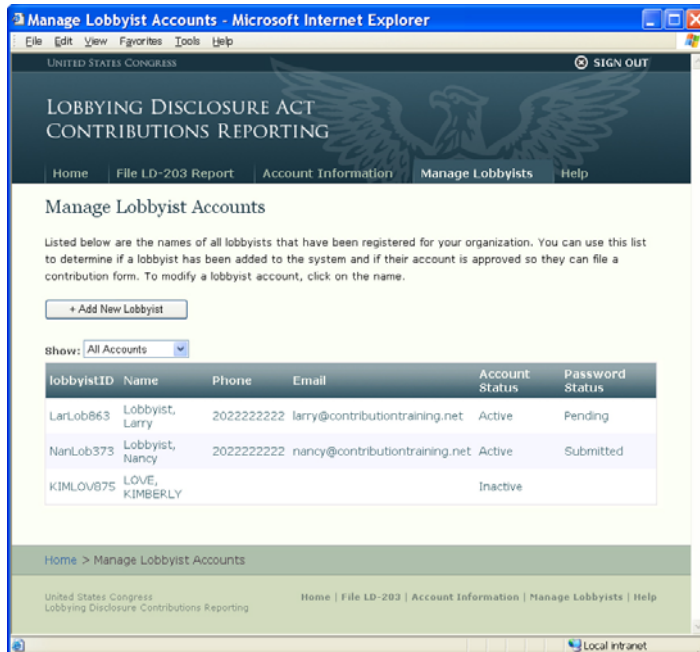 Manage Lobbyist Accounts - Microsoft Internet Explorer
File Edit View Favorites Tools Help
UNITED STATES CONGRESS
SIGN OUT
LOBBYING DISCLOSURE ACT
CONTRIBUTIONS REPORTING
Home File LD-203 Report Account Information Manage Lobbyists Help
Manage Lobbyist Accounts
Listed below are the names of all lobbyists that have been registered for your organization. You can use this list
to determine if a lobbyist has been added to the system and if their account is approved so they can file a
contribution form. To modify a lobbyist account, click on the name.
+ Add New Lobbyist
Show: All Accounts
lobbyistID Name Phone Email Account Status Password Status
LarLob863 Lobbyist, Larry 2022222222 larry@contributiontraining.net Active Pending
NanLob373 Lobbyist, Nancy 2022222222 nancy@contributiontraining.net Active Submitted
KIMLOV875 LOVE, KIMBERLY Inactive
Home > Manage Lobbyist Accounts
United States Congress
Lobbying Disclosure Contributions Reporting
Home | File LD-203 | Account Information | Manage Lobbyists | Help
Local intranet